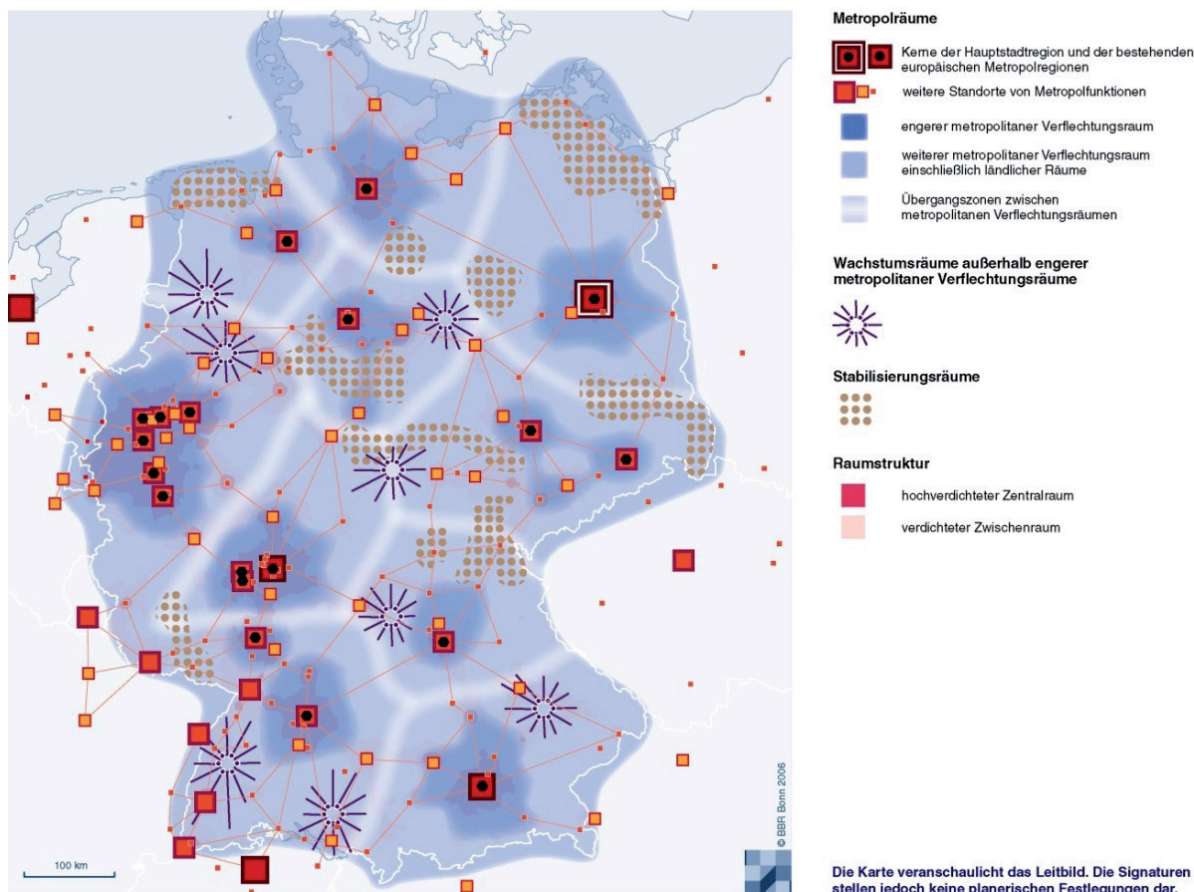 Metropolräume
Kerne der Hauptstadtregion und der bestehenden
europäischen Metropolregionen
weitere Standorte von Metropolfunktionen
engerer metropolitaner Verflechtungsraum
weiterer metropolitaner Verflechtungsraum
einschließlich ländlicher Räume
Übergangszonen zwischen
metropolitanen Verflechtungsräumen
Wachstumsräume außerhalb engerer
metropolitaner Verflechtungsräume
Stabilisierungsräume
Raumstruktur
hochverdichteter Zentralraum
verdichteter Zwischenraum
100 km
© BBR Bonn 2006
Die Karte veranschaulicht das Leitbild. Die Signaturen
stellen jedoch keine planerischen Festlegungen dar.